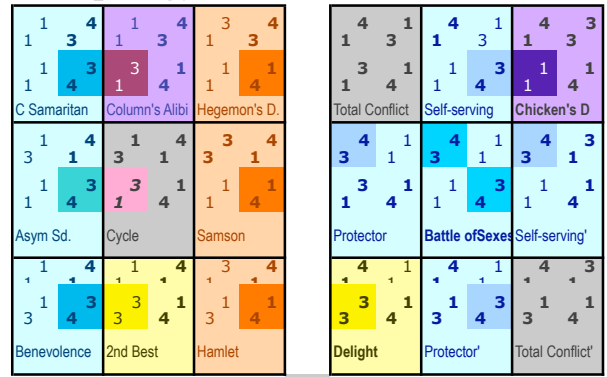 1 4 1 4 3 4 1 4 4 1 4 3
1 3 1 3 1 3 1 3 1 3 1 3
1 3 3 1 1 1 3 1 1 3 1 1
1 4 1 4 1 4 1 4 1 4 1 4
C Samaritan Column's Alibi Hegemon's D. Total Conflict Self-serving Chicken's D
1 4 1 4 3 4 4 1 4 1 4 3
3 1 3 1 3 1 3 1 3 1 3 1
1 3 3 1 1 1 3 1 1 3 1 1
1 4 1 4 1 4 1 4 1 4 1 4
Asym Sd. Cycle Samson Protector Battle ofSexes Self-serving'
1 4 1 4 3 4 4 1 4 1 4 3
1 1 1 1 1 1 1 1 1 1 1 1
1 3 3 1 1 1 3 1 1 3 1 1
3 4 3 4 3 4 3 4 3 4 3 4
Benevolence 2nd Best Hamlet Delight Protector' Total Conflict'